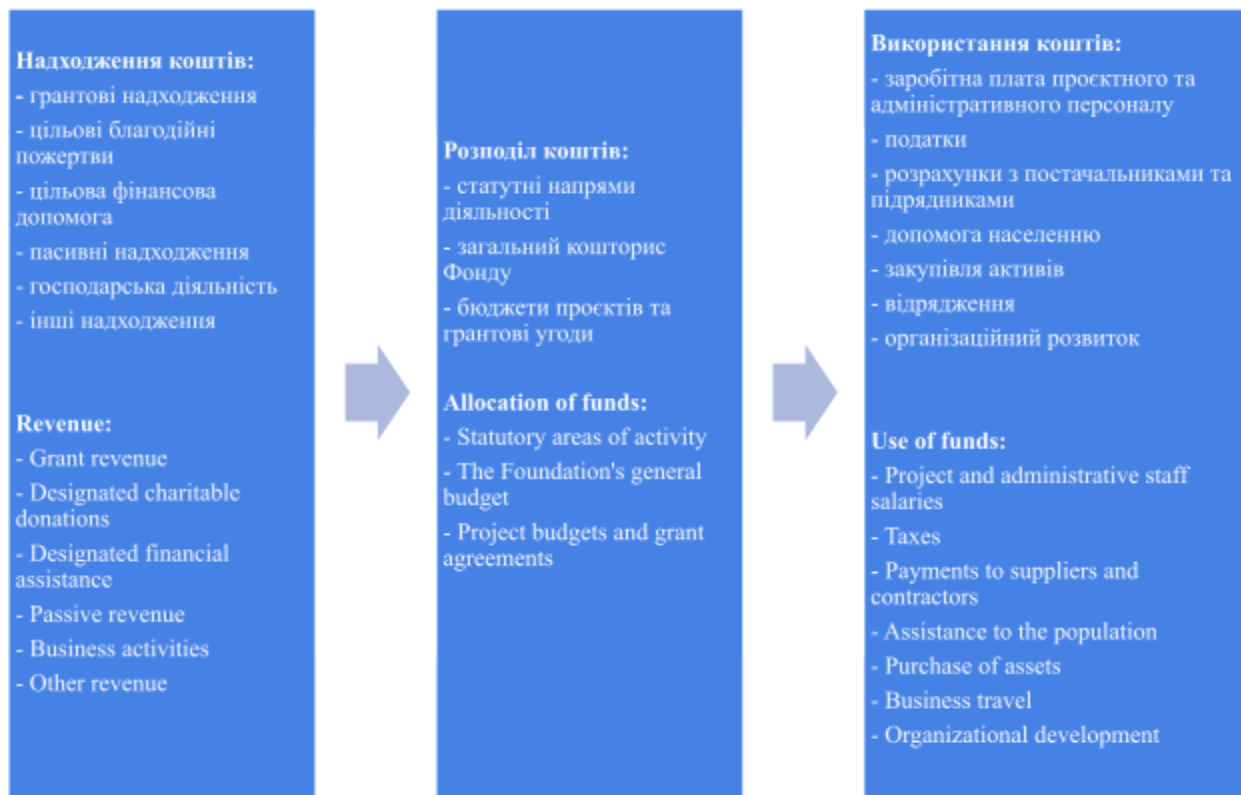 Надходження коштів:
- грантові надходження
- цільові благодійні
пожертви
- цільова фінансова
допомога
- пасивні надходження
- господарська діяльність
- інші надходження
Revenue:
- Grant revenue
- Designated charitable
donations
- Designated financial
assistance
- Passive revenue
- Business activities
- Other revenue
Розподіл коштів:
- статутні напрями
діяльності
- загальний кошторис
Фонду
- бюджети проєктів та
грантові угоди
Allocation of funds:
- Statutory areas of activity
- The Foundation's general
budget
- Project budgets and grant
agreements
Використання коштів:
- заробітна плата проєктного та
адміністративного персоналу
- податки
- розрахунки з постачальниками та
підрядниками
- допомога населенню
- закупівля активів
- відрядження
- організаційний розвиток
Use of funds:
- Project and administrative staff
salaries
- Taxes
- Payments to suppliers and
contractors
- Assistance to the population
- Purchase of assets
- Business travel
- Organizational development